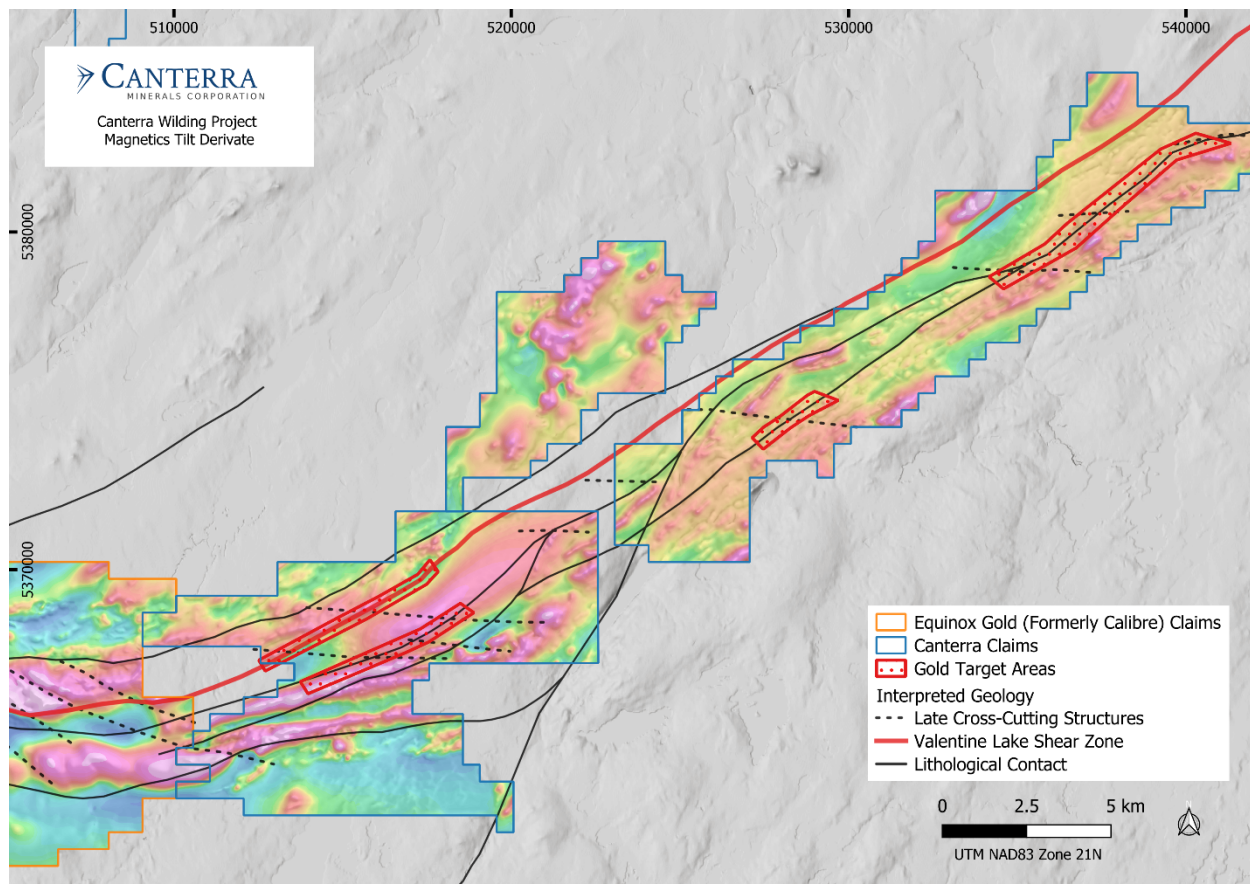 510000
520000
530000
540000
CANTERRA
MINERALS CORPORATION
Canterra Wilding Project
Magnetics Tilt Derivate
5380000
5370000
Equinox Gold (Formerly Calibre) Claims
Canterra Claims
Gold Target Areas
Interpreted Geology
Late Cross-Cutting Structures
Valentine Lake Shear Zone
Lithological Contact
0 2.5 5 km
UTM NAD83 Zone 21N